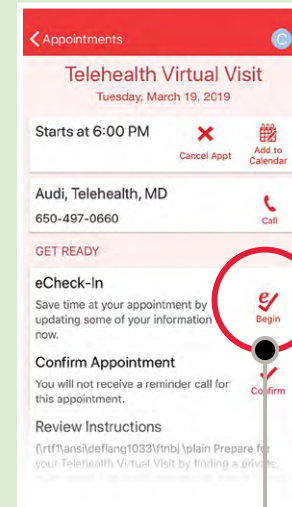 Appointments
C
Telehealth Virtual Visit
Tuesday, March 19, 2019
Starts at 6:00 PM
Cancel Appt
Add to
Calendar
Audi, Telehealth, MD
650-497-0660
Call
GET READY
eCheck-In
Save time at your appointment by
updating some of your information
now.
Begin
Confirm Appointment
You will not receive a reminder call for
this appointment.
Confirm
Review Instructions
{\rtf1\ansi\deflang1033\ftnbj \plain Prepare for
your Telehealth Virtual Visit by finding a private,